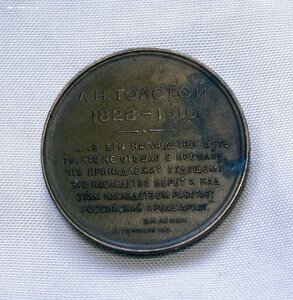 Л.Н.ТОЛСТОЙ
1828-1910
"... В ЕГО НАСЛЕДСТВЕ ЕСТЬ
ТО, ЧТО НЕ ОТОШЛО В ПРОШЛОЕ,
ЧТО ПРИНАДЛЕЖИТ БУДУЩЕМУ.
ЭТО НАСЛЕДСТВО БЕРЕТ И НАД
ЭТИМ НАСЛЕДСТВОМ РАБОТАЕТ
РОССИЙСКИЙ ПРОЛЕТАРИАТ.
В.И.ЛЕНИН